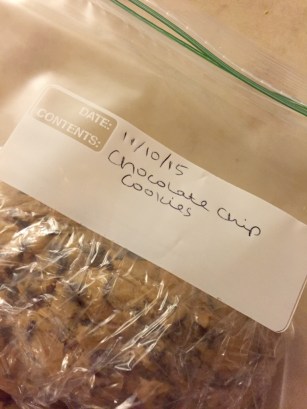 DATE: 11/10/15
CONTENTS: Chocolate Chip
Cookies